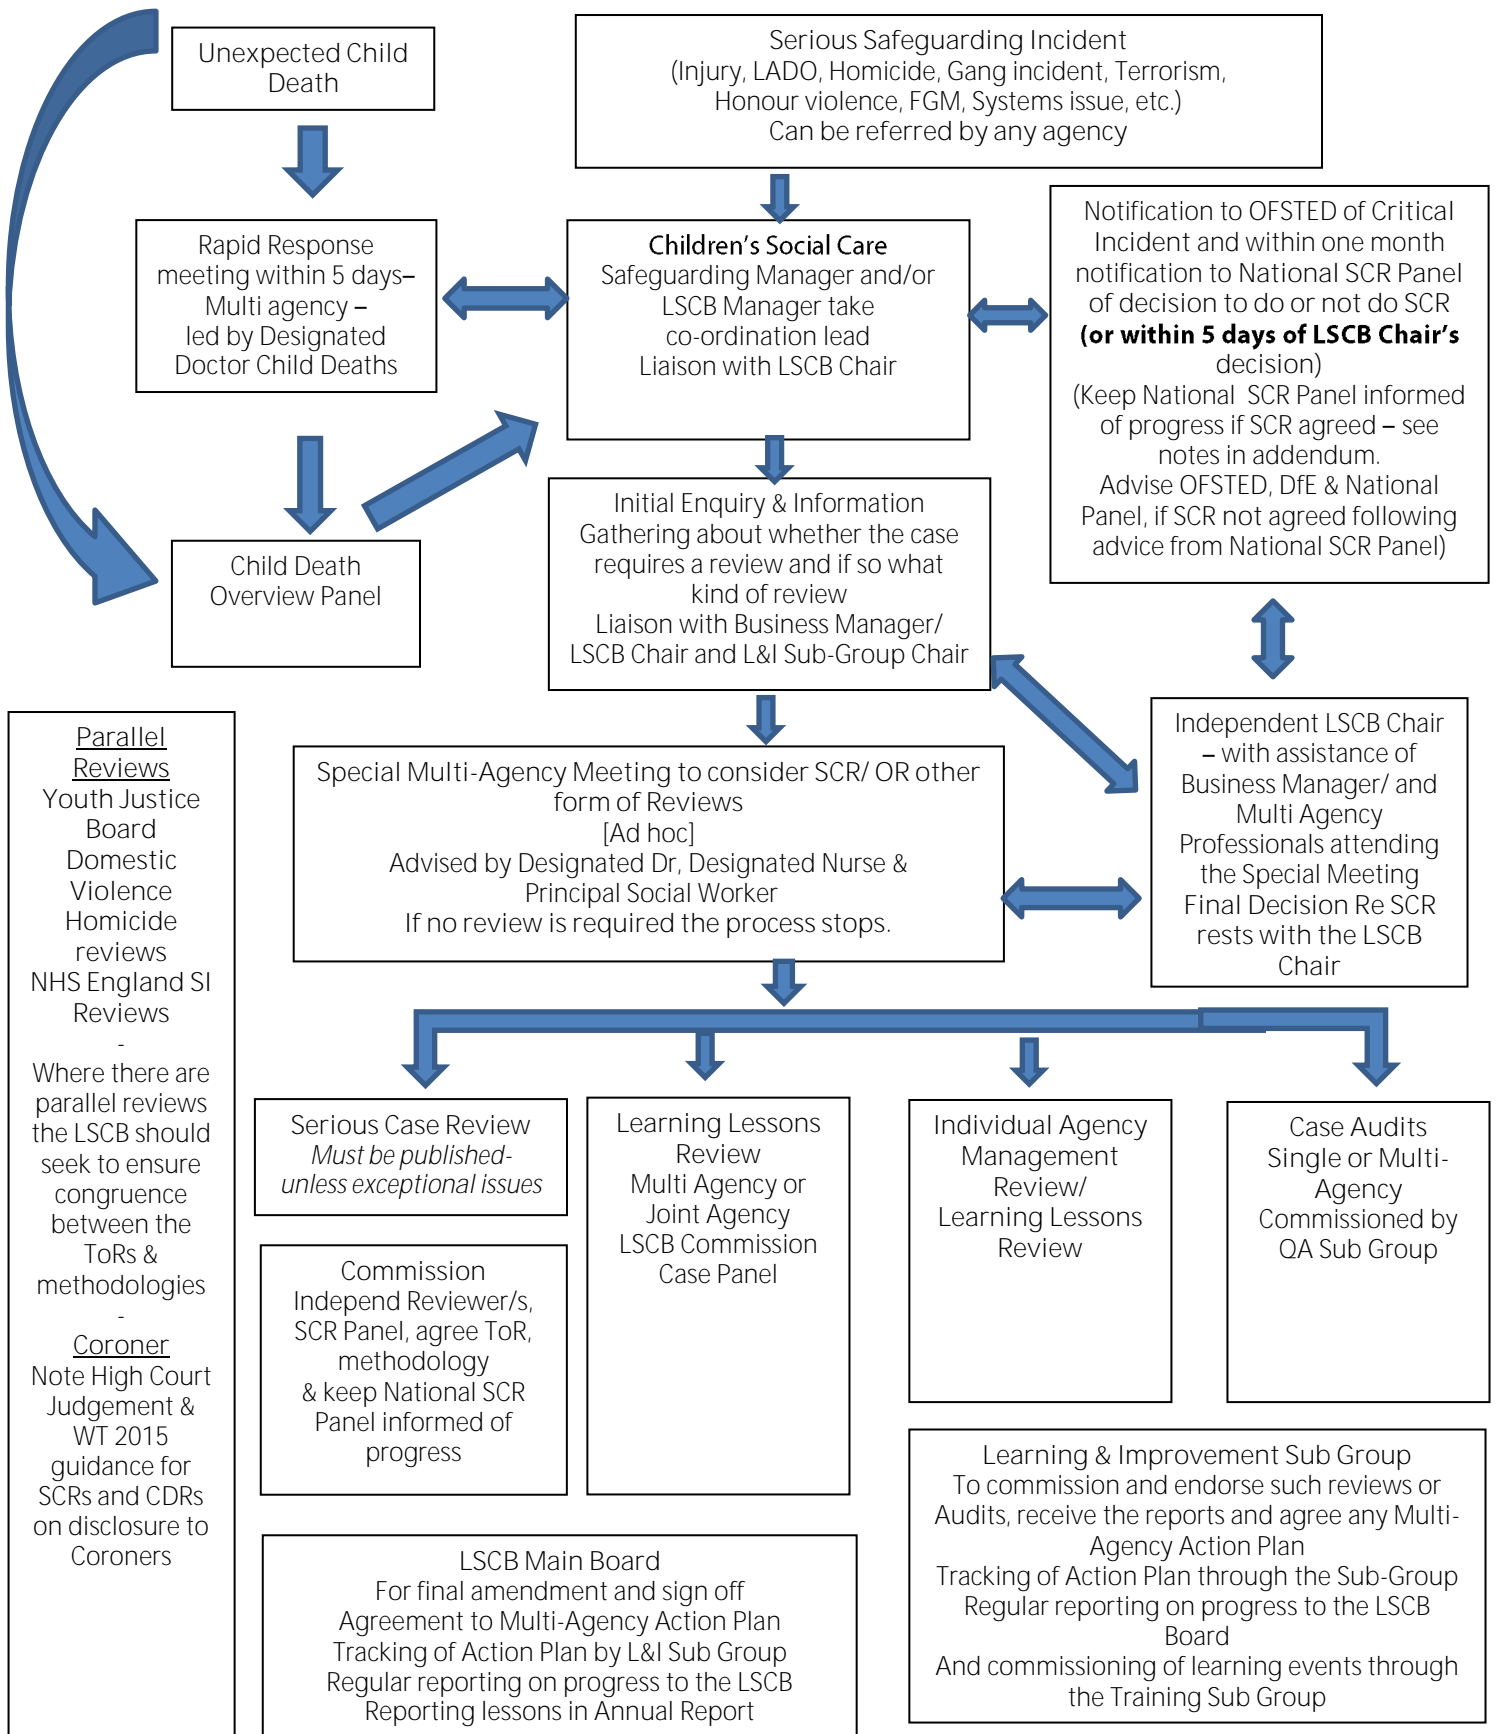 Unexpected Child
Death
Serious Safeguarding Incident
(Injury, LADO, Homicide, Gang incident, Terrorism,
Honour violence, FGM, Systems issue, etc.)
Can be referred by any agency
Rapid Response
meeting within 5 days–
Multi agency –
led by Designated
Doctor Child Deaths
Children's Social Care
Safeguarding Manager and/or
LSCB Manager take
co-ordination lead
Liaison with LSCB Chair
Notification to OFSTED of Critical
Incident and within one month
notification to National SCR Panel
of decision to do or not do SCR
(or within 5 days of LSCB Chair's
decision)
(Keep National SCR Panel informed
of progress if SCR agreed – see
notes in addendum.
Advise OFSTED, DfE & National
Panel, if SCR not agreed following
advice from National SCR Panel)
Child Death
Overview Panel
Initial Enquiry & Information
Gathering about whether the case
requires a review and if so what
kind of review
Liaison with Business Manager/
LSCB Chair and L&I Sub-Group Chair
Parallel
Reviews
Youth Justice
Board
Domestic
Violence
Homicide
reviews
NHS England SI
Reviews
-
Where there are
parallel reviews
the LSCB should
seek to ensure
congruence
between the
ToRs &
methodologies
-
Coroner
Note High Court
Judgement &
WT 2015
guidance for
SCRs and CDRs
on disclosure to
Coroners
Special Multi-Agency Meeting to consider SCR/ OR other
form of Reviews
[Ad hoc]
Advised by Designated Dr, Designated Nurse &
Principal Social Worker
If no review is required the process stops.
Independent LSCB Chair
– with assistance of
Business Manager/ and
Multi Agency
Professionals attending
the Special Meeting
Final Decision Re SCR
rests with the LSCB
Chair
Serious Case Review
Must be published-
unless exceptional issues
Commission
Independ Reviewer/s,
SCR Panel, agree ToR,
methodology
& keep National SCR
Panel informed of
progress
Learning Lessons
Review
Multi Agency or
Joint Agency
LSCB Commission
Case Panel
Individual Agency
Management
Review/
Learning Lessons
Review
Case Audits
Single or Multi-
Agency
Commissioned by
QA Sub Group
LSCB Main Board
For final amendment and sign off
Agreement to Multi-Agency Action Plan
Tracking of Action Plan by L&I Sub Group
Regular reporting on progress to the LSCB
Reporting lessons in Annual Report
Learning & Improvement Sub Group
To commission and endorse such reviews or
Audits, receive the reports and agree any Multi-
Agency Action Plan
Tracking of Action Plan through the Sub-Group
Regular reporting on progress to the LSCB
Board
And commissioning of learning events through
the Training Sub Group